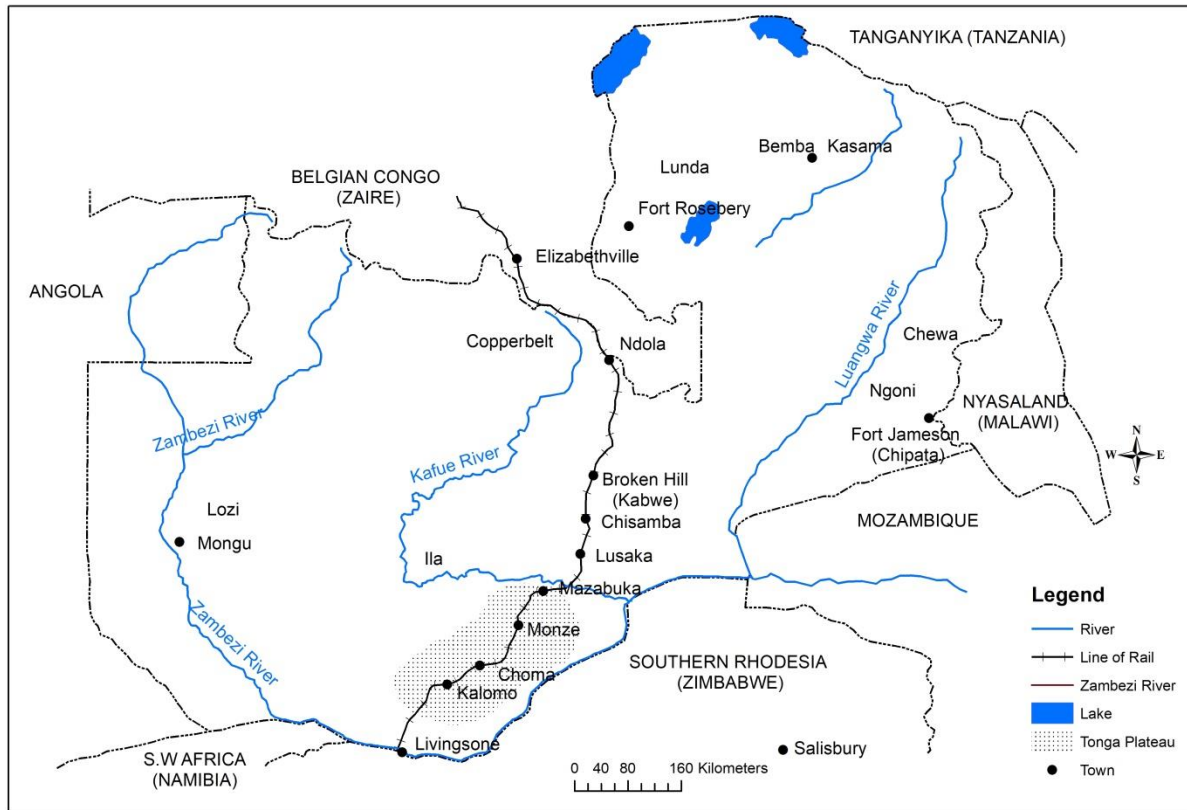 TANGANYIKA (TANZANIA)
Bemba
Kasama
Lunda
BELGIAN CONGO
(ZAIRE)
Fort Rosebery
Elizabethville
ANGOLA
Luangwa River
Copperbelt
Ndola
Chewa
Ngoni
NYASALAND
(MALAWI)
Fort Jameson
(Chipata)
N
W
E
S
Zambezi River
Kafue River
Broken Hill
(Kabwe)
Lozi
Chisamba
MOZAMBIQUE
Mongu
Ila
Lusaka
Mazabuka
Zambezi River
Monze
Choma
Kalomo
SOUTHERN RHODESIA
(ZIMBABWE)
Livingsone
Salisbury
S.W AFRICA
(NAMIBIA)
0 40 80 160 Kilometers
Legend
River
Line of Rail
Zambezi River
Lake
Tonga Plateau
Town